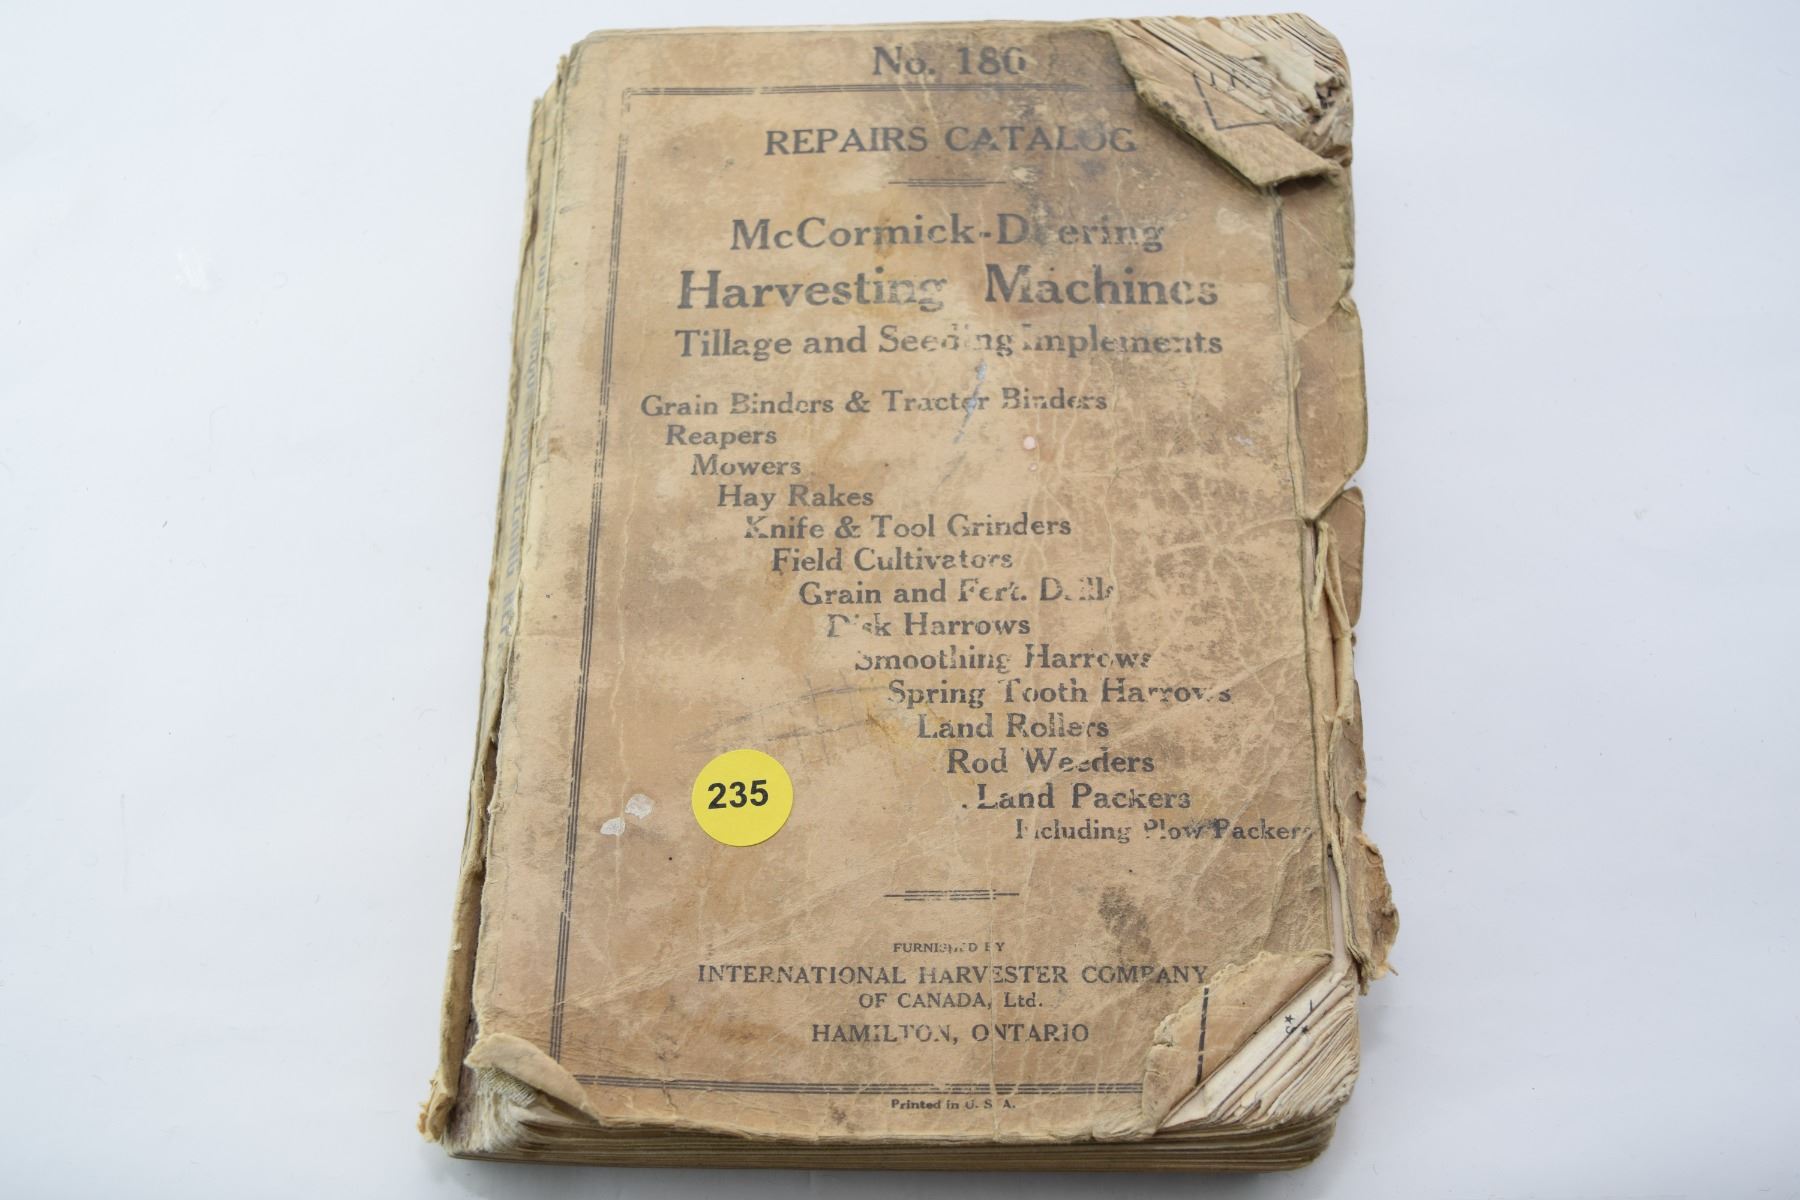 No. 186
REPAIRS CATALOG
McCormick-Deering
Harvesting Machines
Tillage and Seeding Implements
Grain Binders & Tractor Binders
Reapers
Mowers
Hay Rakes
Knife & Tool Grinders
Field Cultivators
Grain and Fert. Drills
Disk Harrows
Smoothing Harrows
Spring Tooth Harrows
Land Rollers
Rod Weeders
Land Packers
Including Plow Packers
235
FURNISHED BY
INTERNATIONAL HARVESTER COMPANY
OF CANADA, Ltd.
HAMILTON, ONTARIO
Printed in U. S. A.